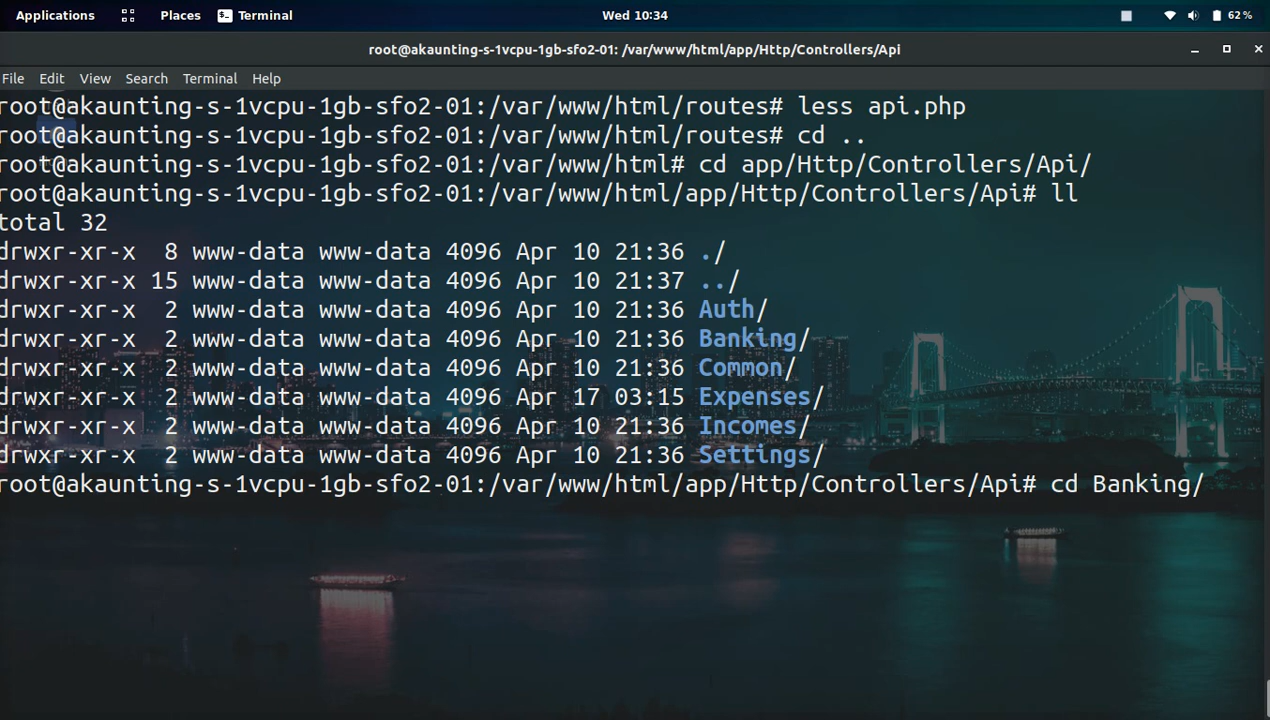 Applications Places Terminal Wed 10:34 62%
root@akaunting-s-1vcpu-1gb-sfo2-01: /var/www/html/app/Http/Controllers/Api
File Edit View Search Terminal Help
root@akaunting-s-1vcpu-1gb-sfo2-01:/var/www/html/routes# less api.php
root@akaunting-s-1vcpu-1gb-sfo2-01:/var/www/html/routes# cd ..
root@akaunting-s-1vcpu-1gb-sfo2-01:/var/www/html# cd app/Http/Controllers/Api/
root@akaunting-s-1vcpu-1gb-sfo2-01:/var/www/html/app/Http/Controllers/Api# ll
total 32
drwxr-xr-x  8 www-data www-data 4096 Apr 10 21:36 ./
drwxr-xr-x 15 www-data www-data 4096 Apr 10 21:37 ../
drwxr-xr-x  2 www-data www-data 4096 Apr 10 21:36 Auth/
drwxr-xr-x  2 www-data www-data 4096 Apr 10 21:36 Banking/
drwxr-xr-x  2 www-data www-data 4096 Apr 10 21:36 Common/
drwxr-xr-x  2 www-data www-data 4096 Apr 17 03:15 Expenses/
drwxr-xr-x  2 www-data www-data 4096 Apr 10 21:36 Incomes/
drwxr-xr-x  2 www-data www-data 4096 Apr 10 21:36 Settings/
root@akaunting-s-1vcpu-1gb-sfo2-01:/var/www/html/app/Http/Controllers/Api# cd Banking/